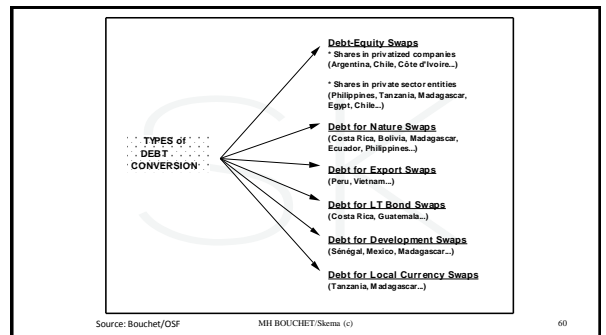 Debt-Equity Swaps
* Shares in privatized companies
(Argentina, Chile, Côte d'Ivoire...)
* Shares in private sector entities
(Philippines, Tanzania, Madagascar,
Egypt, Chile...)
TYPES of
DEBT
CONVERSION
Debt for Nature Swaps
(Costa Rica, Bolivia, Madagascar,
Ecuador, Philippines...)
Debt for Export Swaps
(Peru, Vietnam...)
Debt for LT Bond Swaps
(Costa Rica, Guatemala...)
Debt for Development Swaps
(Sénégal, Mexico, Madagascar...)
Debt for Local Currency Swaps
(Tanzania, Madagascar...)
Source: Bouchet/OSF
MH BOUCHET/Skema (c)
60